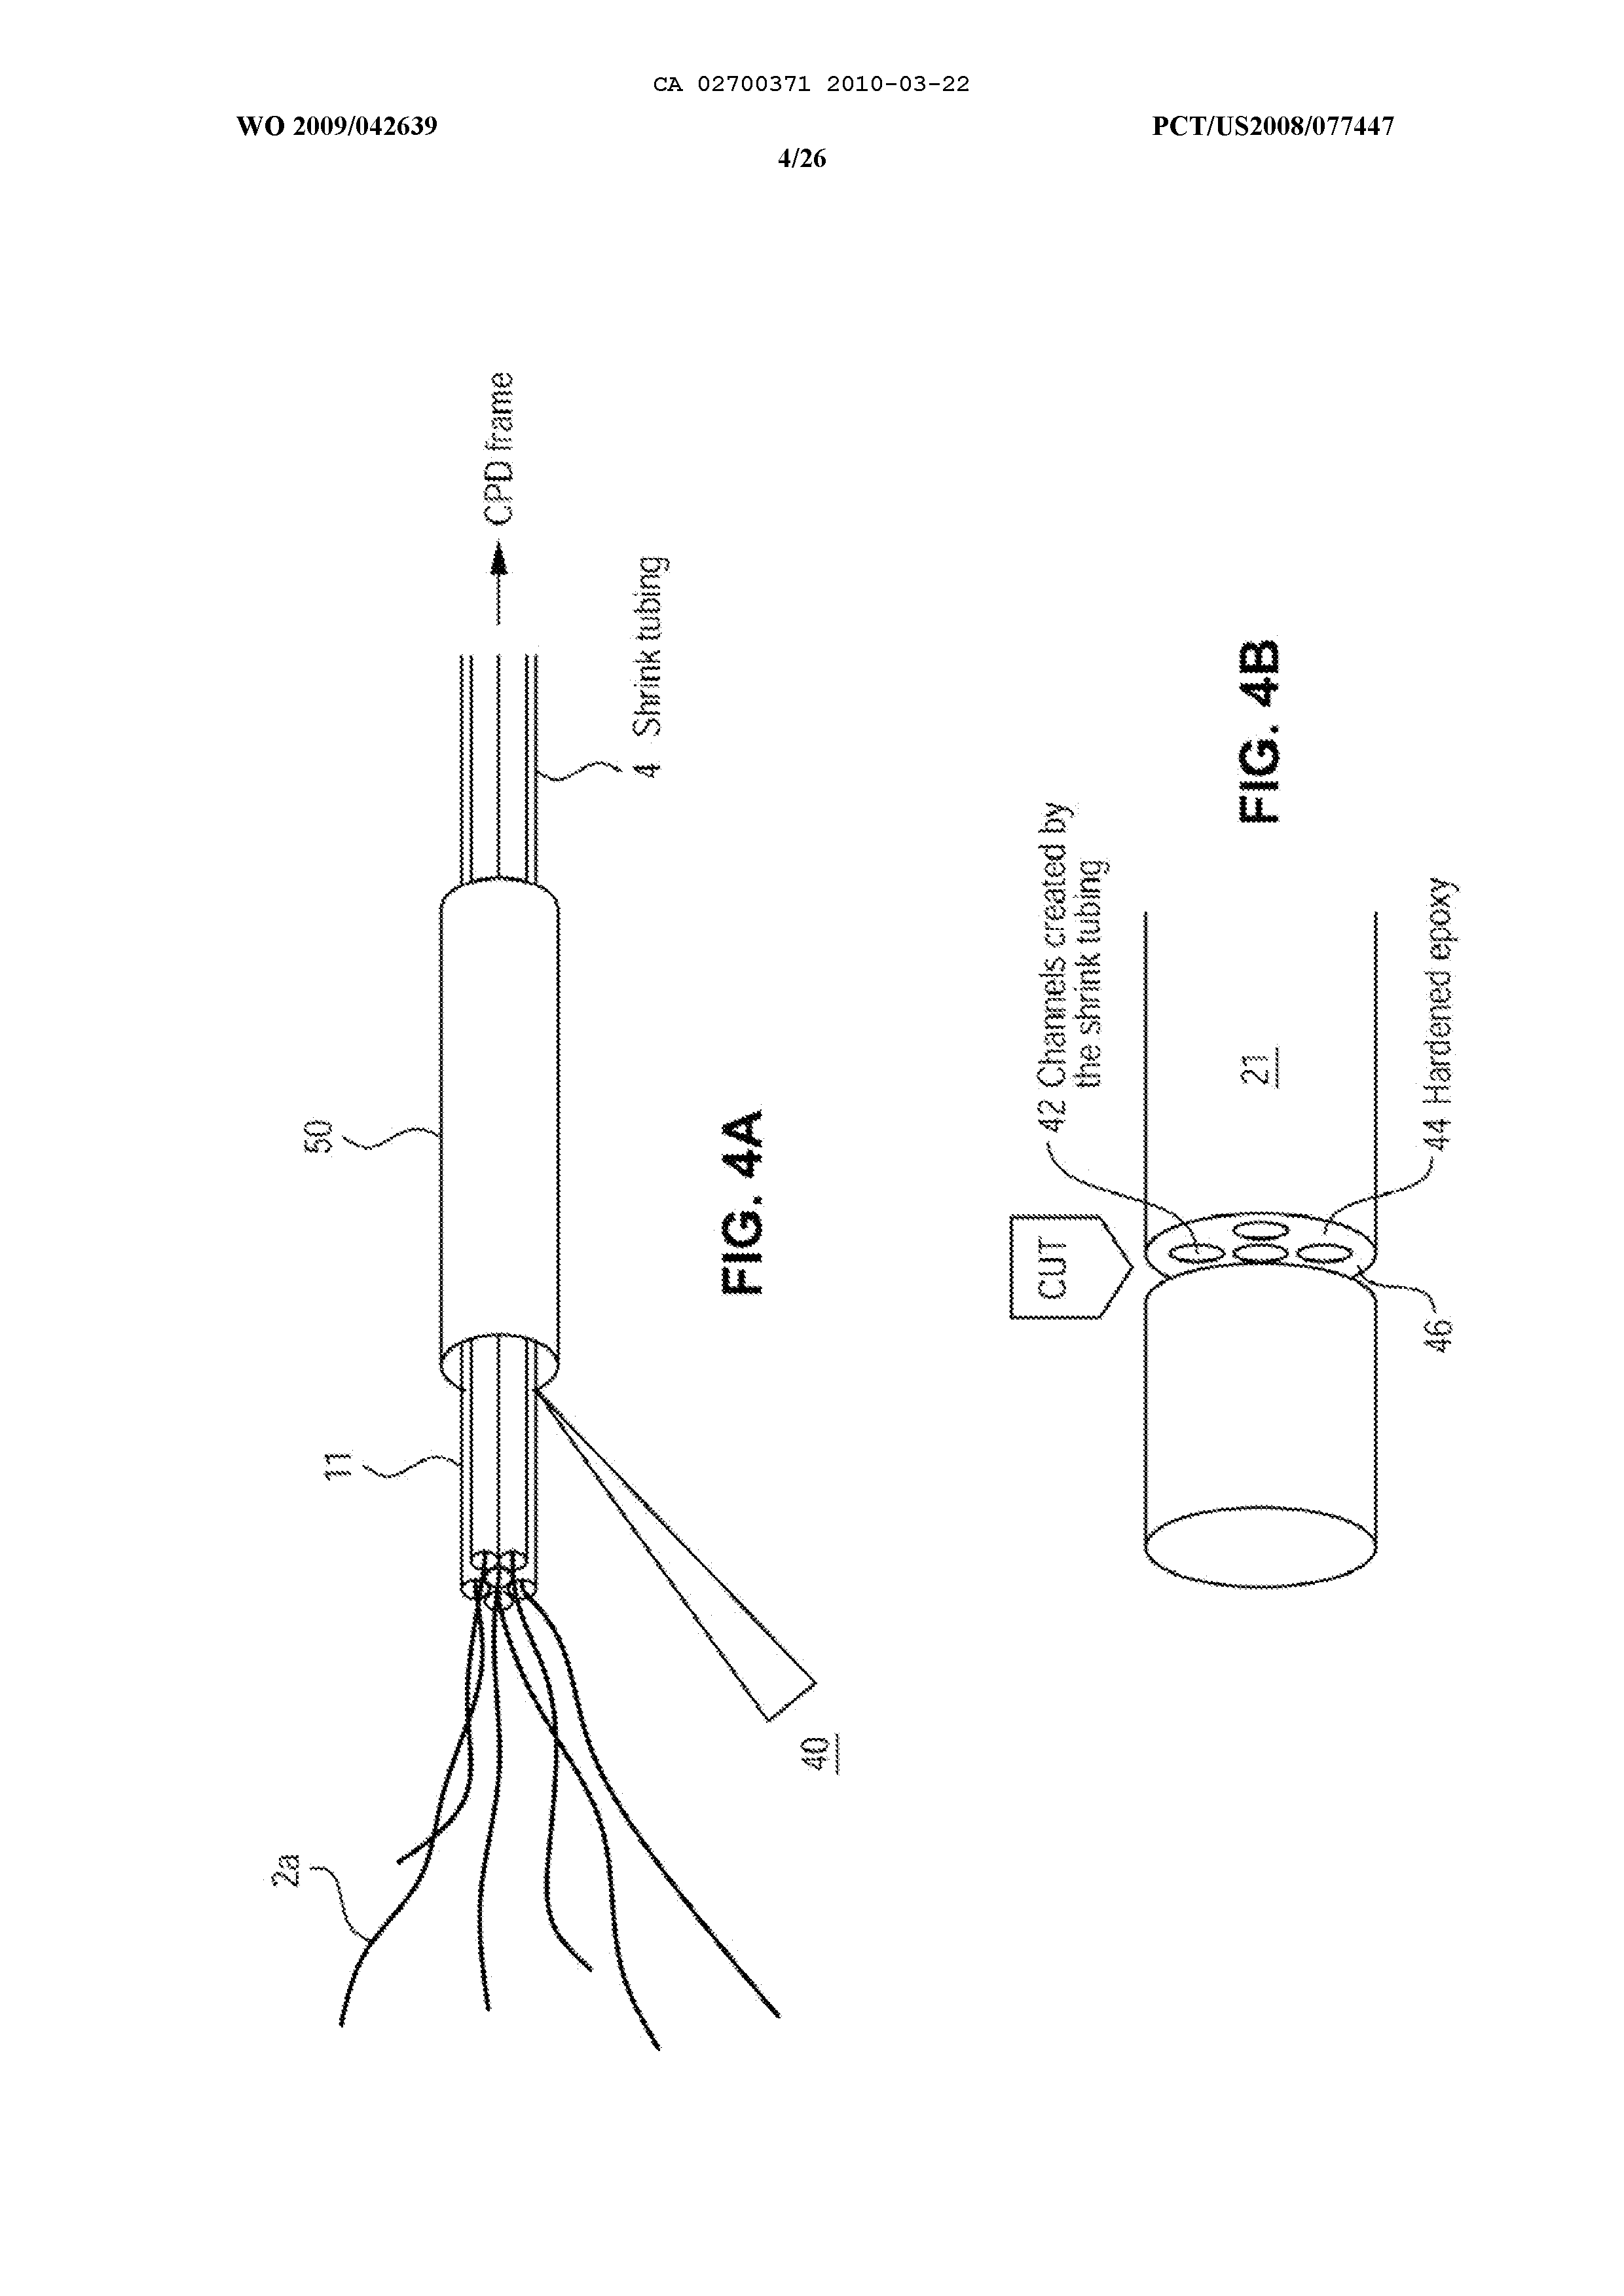 CA 02700371 2010-03-22
WO 2009/042639
PCT/US2008/077447
4/26
2a
11
50
40
4 Shrink tubing
CPD frame
FIG. 4A
CUT
42 Channels created by
the shrink tubing
21
46
44 Hardened epoxy
FIG. 4B